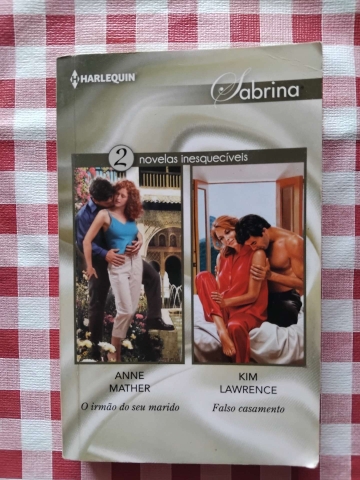 HARLEQUIN
Sabrina
2 novelas inesquecíveis
ANNE
MATHER
O irmão do seu marido
KIM
LAWRENCE
Falso casamento